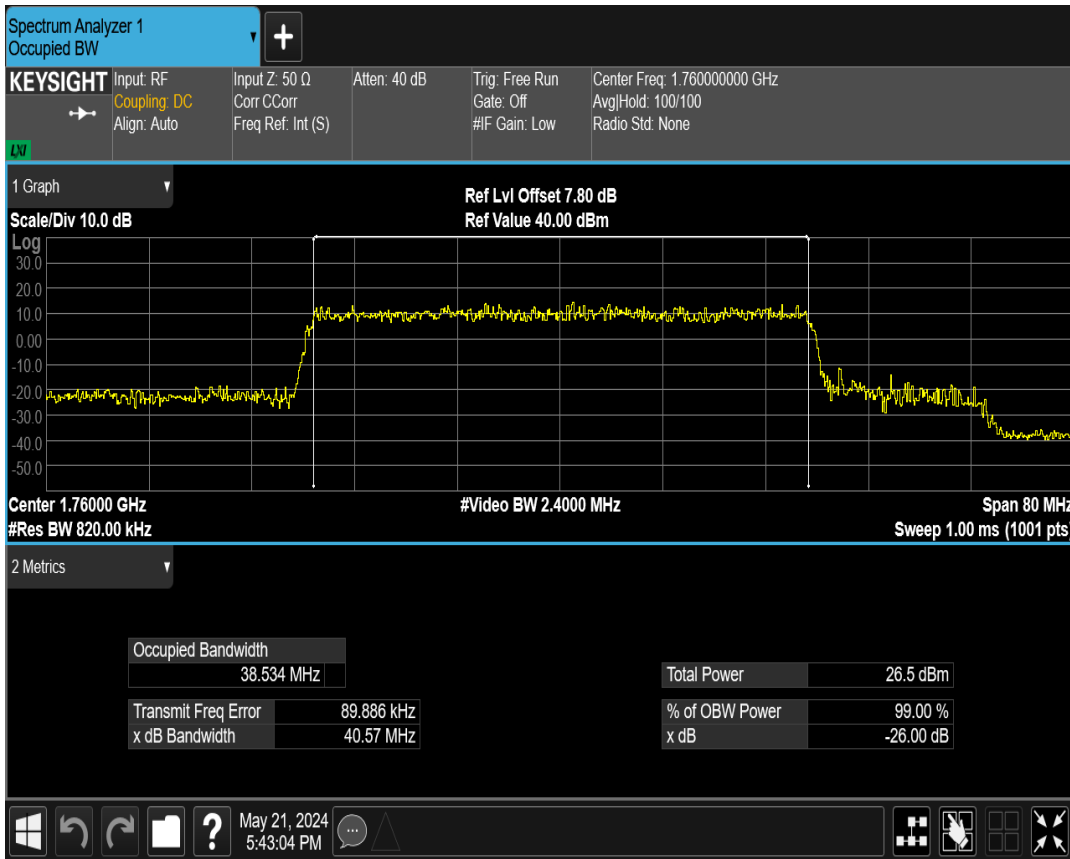 Spectrum Analyzer 1
Occupied BW
+
KEYSIGHT
LXI
Input: RF
Coupling: DC
Align: Auto
Input Z: 50 Ω
Corr CCorr
Freq Ref: Int (S)
Atten: 40 dB
Trig: Free Run
Gate: Off
#IF Gain: Low
Center Freq: 1.760000000 GHz
Avg|Hold: 100/100
Radio Std: None
1 Graph
Scale/Div 10.0 dB
Ref Lvl Offset 7.80 dB
Ref Value 40.00 dBm
Log
30.0
20.0
10.0
0.00
-10.0
-20.0
-30.0
-40.0
-50.0
Center 1.76000 GHz
#Video BW 2.4000 MHz
Span 80 MHz
#Res BW 820.00 kHz
Sweep 1.00 ms (1001 pts)
2 Metrics
Occupied Bandwidth
38.534 MHz
Total Power 26.5 dBm
Transmit Freq Error 89.886 kHz
% of OBW Power 99.00 %
x dB Bandwidth 40.57 MHz
x dB -26.00 dB
?
May 21, 2024
5:43:04 PM